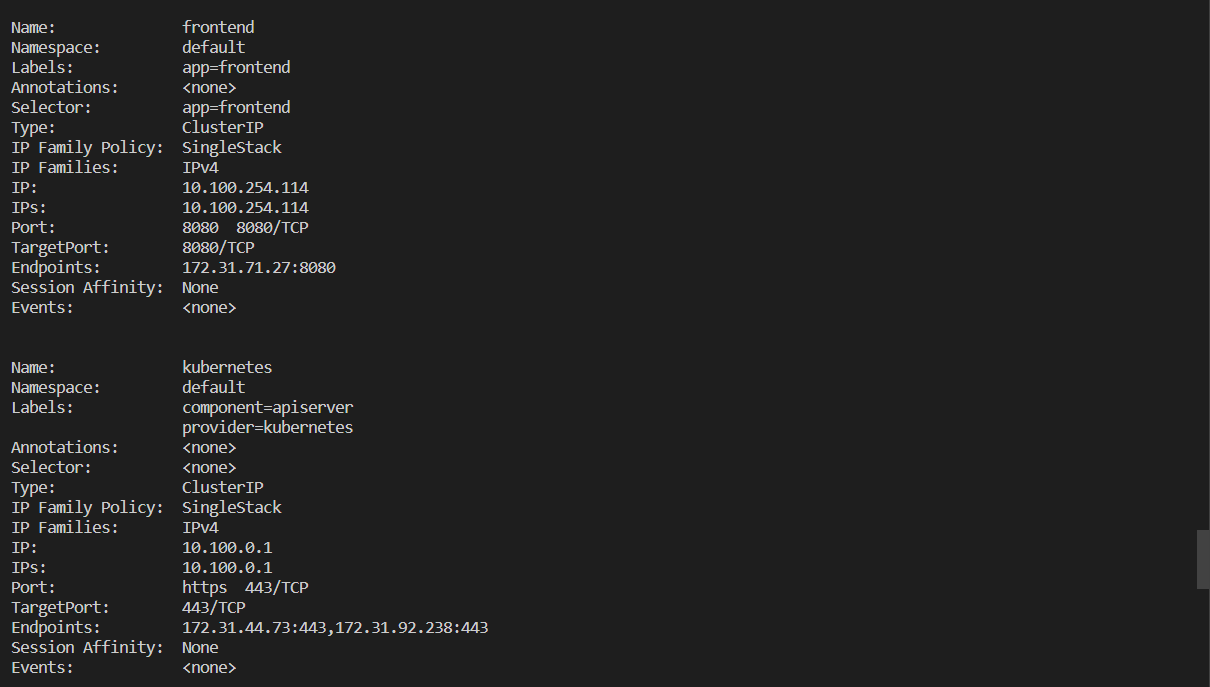 Name:              frontend
Namespace:         default
Labels:            app=frontend
Annotations:       <none>
Selector:          app=frontend
Type:              ClusterIP
IP Family Policy:  SingleStack
IP Families:       IPv4
IP:                10.100.254.114
IPs:               10.100.254.114
Port:              8080  8080/TCP
TargetPort:        8080/TCP
Endpoints:         172.31.71.27:8080
Session Affinity:  None
Events:            <none>
Name:              kubernetes
Namespace:         default
Labels:            component=apiserver
                   provider=kubernetes
Annotations:       <none>
Selector:          <none>
Type:              ClusterIP
IP Family Policy:  SingleStack
IP Families:       IPv4
IP:                10.100.0.1
IPs:               10.100.0.1
Port:              https  443/TCP
TargetPort:        443/TCP
Endpoints:         172.31.44.73:443,172.31.92.238:443
Session Affinity:  None
Events:            <none>